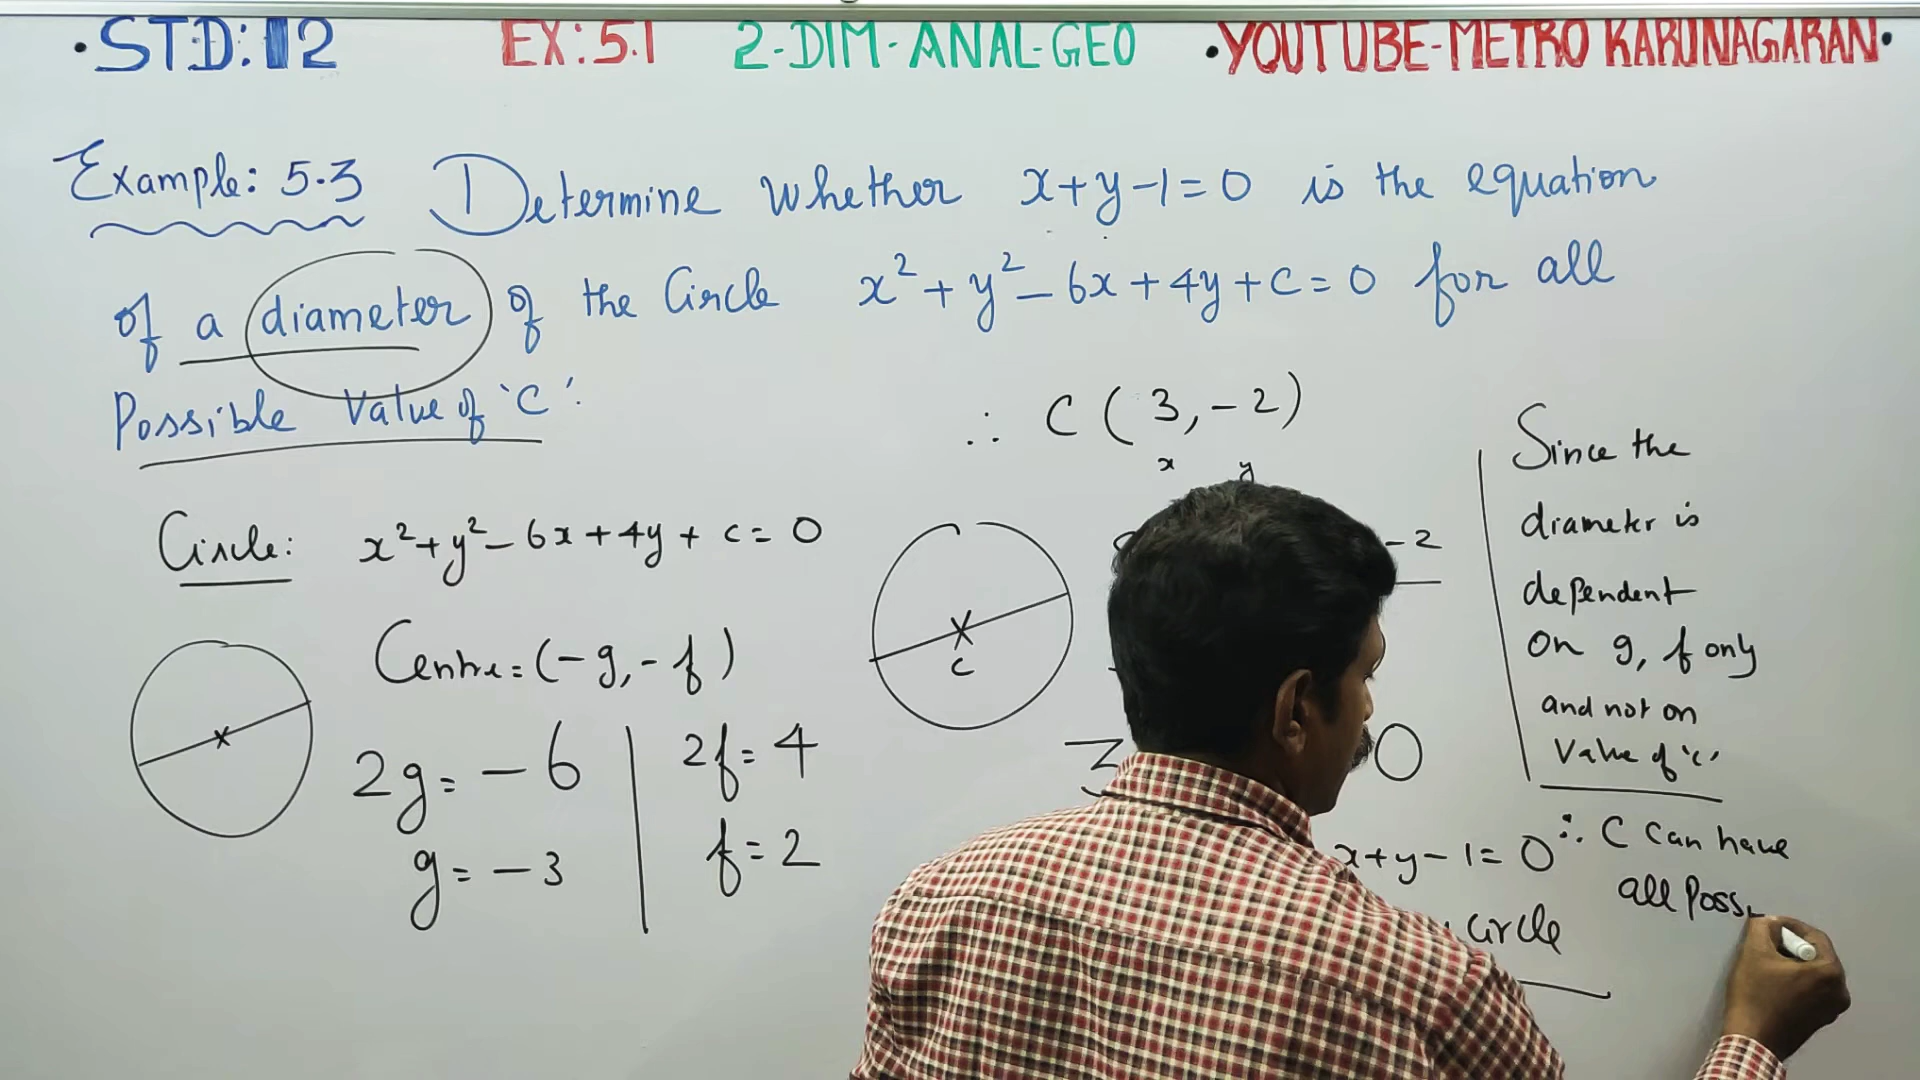 •STD: 12 EX: 5.1 2-DIM-ANAL-GEO •YOUTUBE-METRO KARUNAGARAN•
Example: 5.3 Determine whether x+y-1=0 is the equation
of a diameter of the Circle x²+y²-6x+4y+c=0 for all
Possible Value of 'C'.
∴ C (3,-2)
x y
Circle: x²+y²-6x+4y+c=0
Centre=(-g,-f)
2g=-6
g=-3
2f=4
f=2
C
-2
3
0
x+y-1=0
Circle
Since the
diameter is
dependent
on g, f only
and not on
Value of 'c'
∴ C can have
all Poss